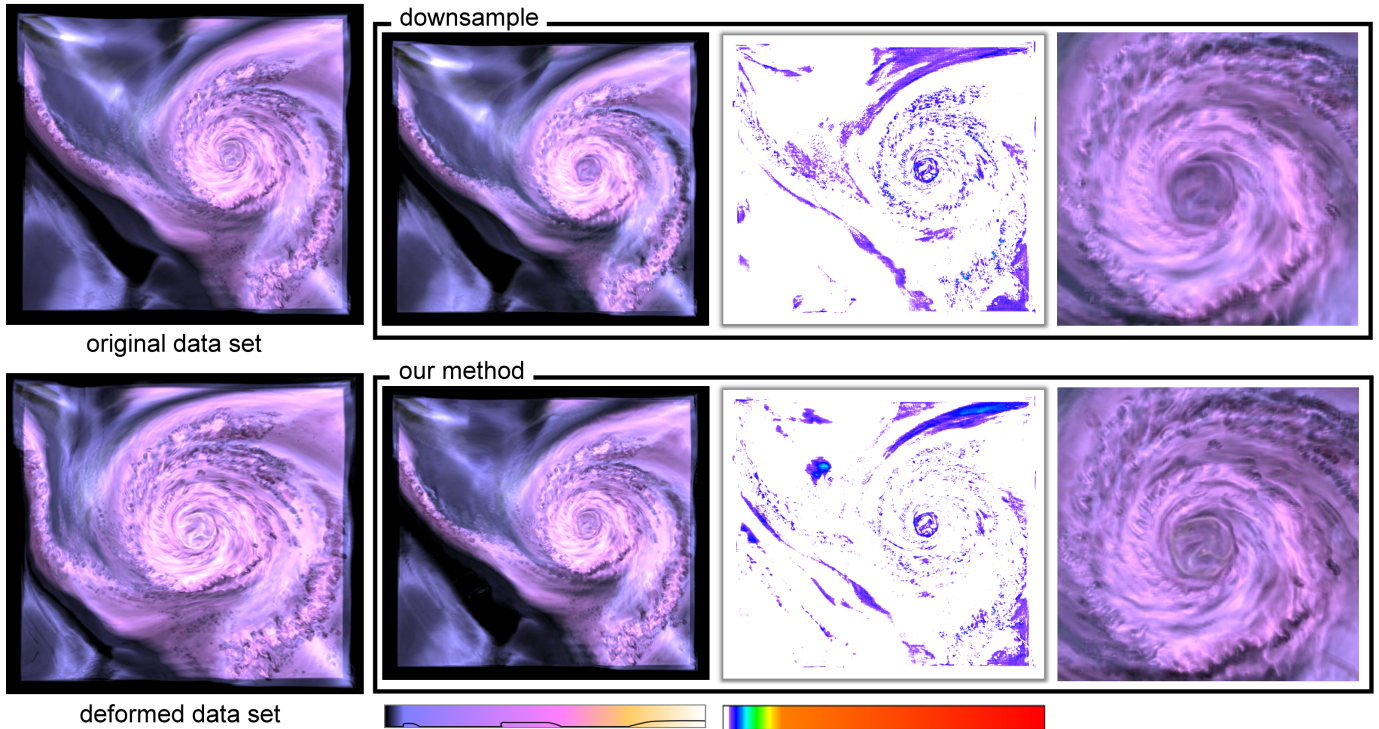 downsample
original data set
our method
deformed data set